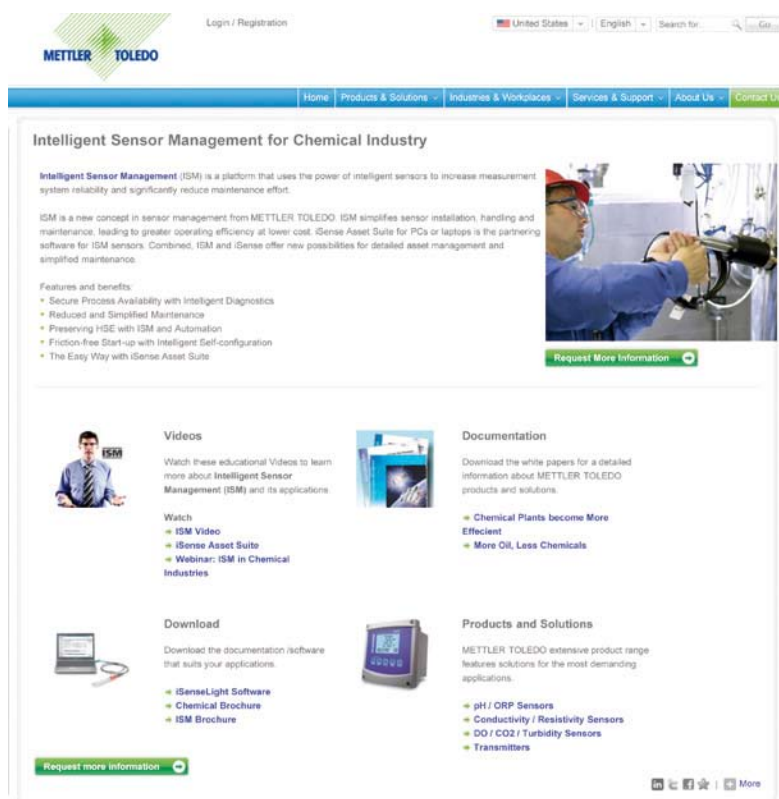 Login / Registration
United States
English
Search for
Go
METTLER TOLEDO
Home
Products & Solutions
Industries & Workplaces
Services & Support
About Us
Contact Us
Intelligent Sensor Management for Chemical Industry
Intelligent Sensor Management (ISM) is a platform that uses the power of intelligent sensors to increase measurement
system reliability and significantly reduce maintenance effort.
ISM is a new concept in sensor management from METTLER TOLEDO. ISM simplifies sensor installation, handling and
maintenance, leading to greater operating efficiency at lower cost. iSense Asset Suite for PCs or laptops is the partnering
software for ISM sensors. Combined, ISM and iSense offer new possibilities for detailed asset management and
simplified maintenance.
Features and benefits:
Secure Process Availability with Intelligent Diagnostics
Reduced and Simplified Maintenance
Preserving HSE with ISM and Automation
Friction-free Start-up with Intelligent Self-configuration
The Easy Way with iSense Asset Suite
Request More Information
ISM
Videos
Watch these educational Videos to learn
more about Intelligent Sensor
Management (ISM) and its applications.
Watch
ISM Video
iSense Asset Suite
Webinar: ISM in Chemical
Industries
Documentation
Download the white papers for a detailed
information about METTLER TOLEDO
products and solutions.
Chemical Plants become More
Effecient
More Oil, Less Chemicals
Download
Download the documentation /software
that suits your applications.
iSenseLight Software
Chemical Brochure
ISM Brochure
Products and Solutions
METTLER TOLEDO extensive product range
features solutions for the most demanding
applications.
pH / ORP Sensors
Conductivity / Resistivity Sensors
DO / CO2 / Turbidity Sensors
Transmitters
Request more information
More